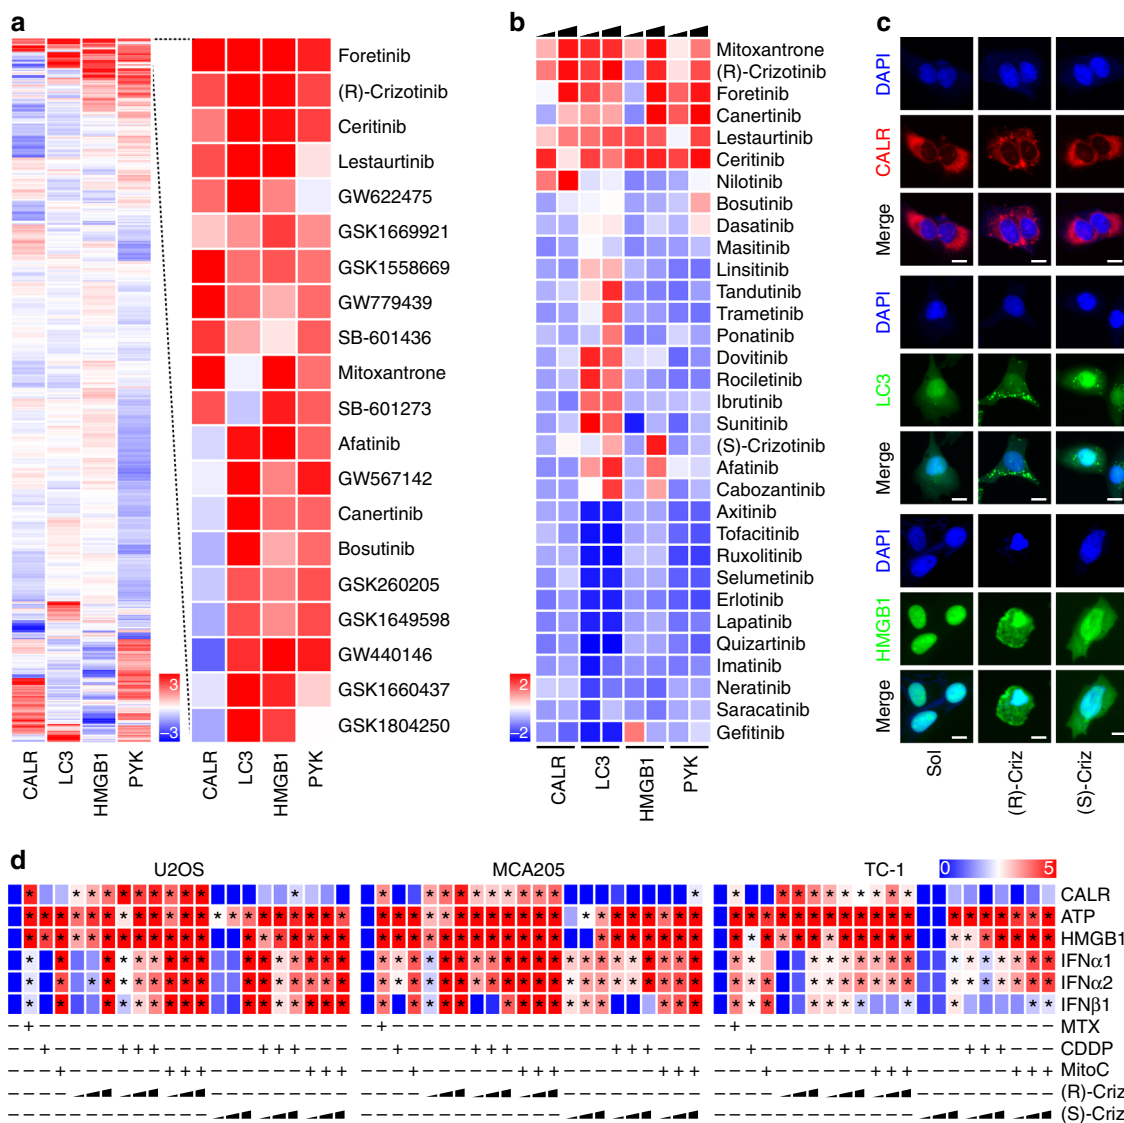 a
Foretinib
(R)-Crizotinib
Ceritinib
Lestaurtinib
GW622475
GSK1669921
GSK1558669
GW779439
SB-601436
Mitoxantrone
SB-601273
Afatinib
GW567142
Canertinib
Bosutinib
GSK260205
GSK1649598
GW440146
GSK1660437
GSK1804250
3
–3
CALR
LC3
HMGB1
PYK
CALR
LC3
HMGB1
PYK
b
Mitoxantrone
(R)-Crizotinib
Foretinib
Canertinib
Lestaurtinib
Ceritinib
Nilotinib
Bosutinib
Dasatinib
Masitinib
Linsitinib
Tandutinib
Trametinib
Ponatinib
Dovitinib
Rociletinib
Ibrutinib
Sunitinib
(S)-Crizotinib
Afatinib
Cabozantinib
Axitinib
Tofacitinib
Ruxolitinib
Selumetinib
Erlotinib
Lapatinib
Quizartinib
Imatinib
Neratinib
Saracatinib
Gefitinib
2
–2
CALR
LC3
HMGB1
PYK
c
DAPI
CALR
Merge
DAPI
LC3
Merge
DAPI
HMGB1
Merge
Sol
(R)-Criz
(S)-Criz
d
U2OS
MCA205
TC-1
0
5
CALR
ATP
HMGB1
IFNα1
IFNα2
IFNβ1
MTX
CDDP
MitoC
(R)-Criz
(S)-Criz